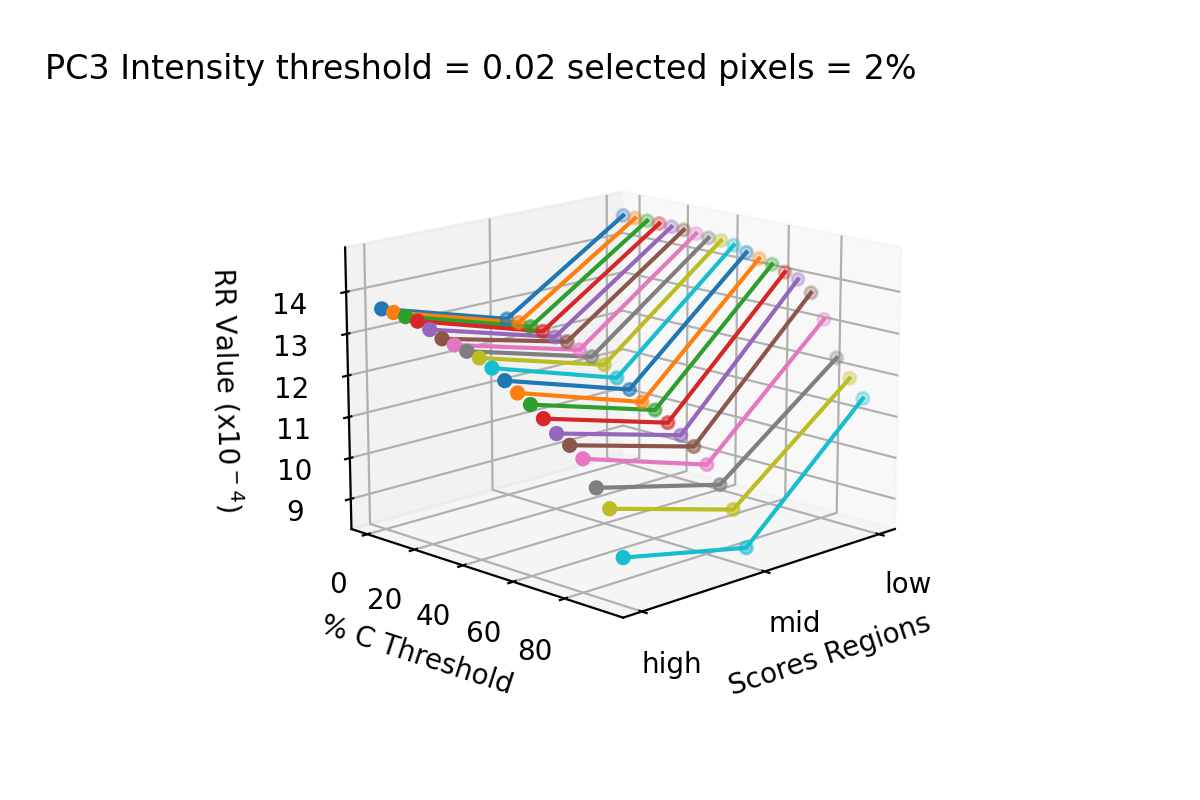 PC3 Intensity threshold = 0.02 selected pixels = 2%
RR Value (x10⁻⁴)
14
13
12
11
10
9
0
20
40
60
80
% C Threshold
high
mid
low
Scores Regions